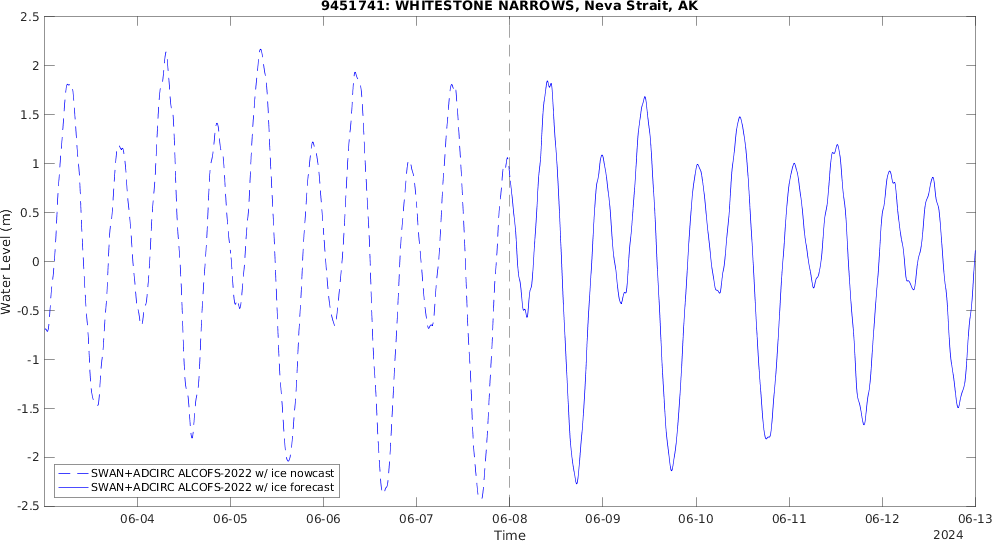 9451741: WHITESTONE NARROWS, Neva Strait, AK
Water Level (m)
2.5
2
1.5
1
0.5
0
-0.5
-1
-1.5
-2
-2.5
SWAN+ADCIRC ALCOFS-2022 w/ ice nowcast
SWAN+ADCIRC ALCOFS-2022 w/ ice forecast
06-04 06-05 06-06 06-07 06-08 06-09 06-10 06-11 06-12 06-13
Time
2024